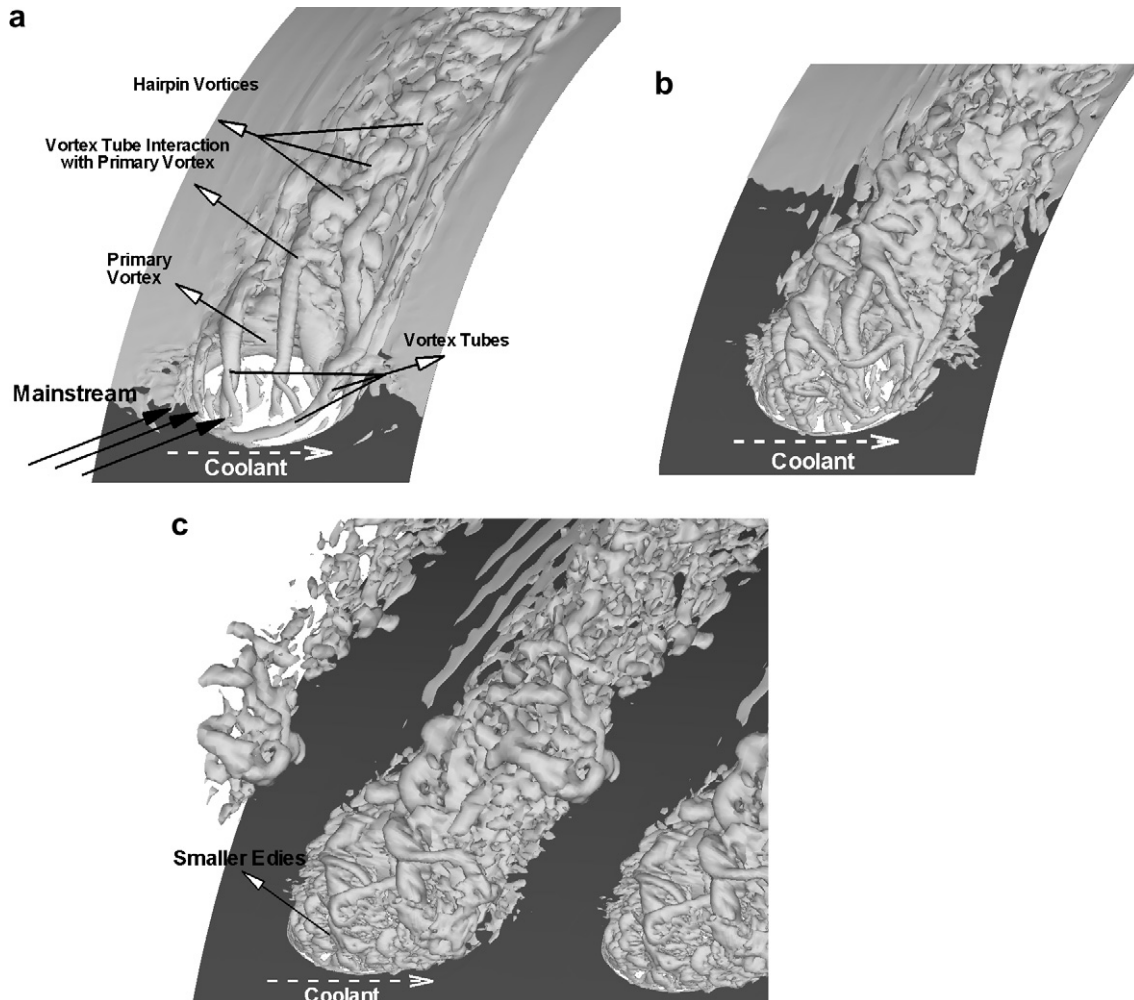 a
Hairpin Vortices
Vortex Tube Interaction
with Primary Vortex
Primary
Vortex
Vortex Tubes
Mainstream
Coolant
b
Coolant
c
Smaller Edies
Coolant